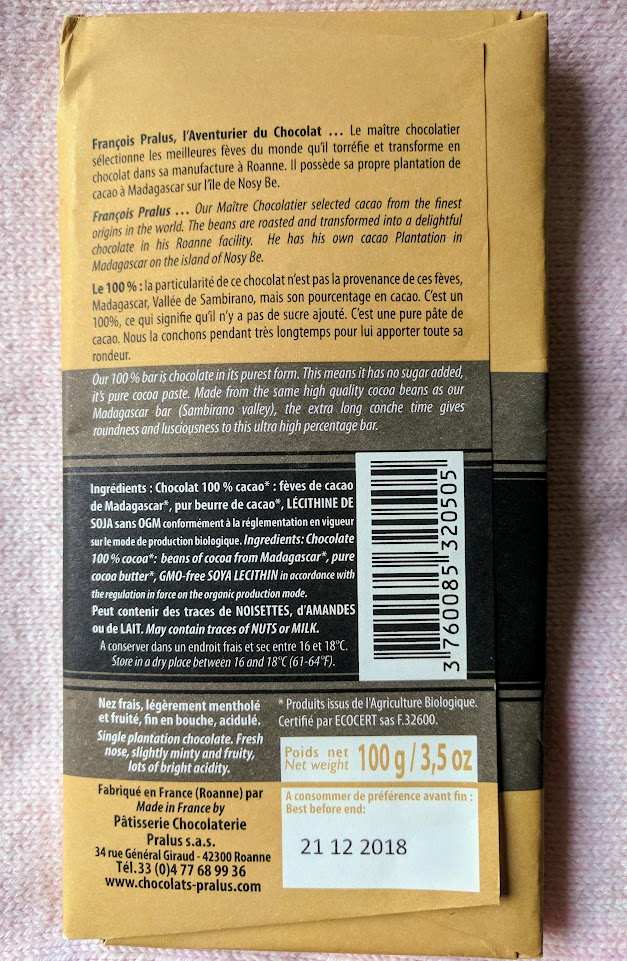 François Pralus, l'Aventurier du Chocolat ... Le maître chocolatier
sélectionne les meilleures fèves du monde qu'il torréfie et transforme en
chocolat dans sa manufacture à Roanne. Il possède sa propre plantation de
cacao à Madagascar sur l'île de Nosy Be.
François Pralus ... Our Maître Chocolatier selected cacao from the finest
origins in the world. The beans are roasted and transformed into a delightful
chocolate in his Roanne facility. He has his own cacao Plantation in
Madagascar on the island of Nosy Be.
Le 100 % : la particularité de ce chocolat n'est pas la provenance de ces fèves,
Madagascar, Vallée de Sambirano, mais son pourcentage en cacao. C'est un
100%, ce qui signifie qu'il n'y a pas de sucre ajouté. C'est une pure pâte de
cacao. Nous la conchons pendant très longtemps pour lui apporter toute sa
rondeur.
Our 100 % bar is chocolate in its purest form. This means it has no sugar added,
it's pure cocoa paste. Made from the same high quality cocoa beans as our
Madagascar bar (Sambirano valley), the extra long conche time gives
roundness and lusciousness to this ultra high percentage bar.
Ingrédients : Chocolat 100 % cacao* : fèves de cacao
de Madagascar*, pur beurre de cacao*, LÉCITHINE DE
SOJA sans OGM conformément à la réglementation en vigueur
sur le mode de production biologique. Ingredients: Chocolate
100 % cocoa*: beans of cocoa from Madagascar*, pure
cocoa butter*, GMO-free SOYA LECITHIN in accordance with
the regulation in force on the organic production mode.
Peut contenir des traces de NOISETTES, d'AMANDES
ou de LAIT. May contain traces of NUTS or MILK.
A conserver dans un endroit frais et sec entre 16 et 18°C.
Store in a dry place between 16 and 18°C (61-64°F).
3 760085 320505
Nez frais, légèrement mentholé
et fruité, fin en bouche, acidulé.
Single plantation chocolate. Fresh
nose, slightly minty and fruity,
lots of bright acidity.
* Produits issus de l'Agriculture Biologique.
Certifié par ECOCERT sas F.32600.
Poids net
Net weight
100 g / 3,5 oz
Fabriqué en France (Roanne) par
Made in France by
Pâtisserie Chocolaterie
Pralus s.a.s.
34 rue Général Giraud - 42300 Roanne
Tél.33 (0)4 77 68 99 36
www.chocolats-pralus.com
A consommer de préférence avant fin :
Best before end:
21 12 2018